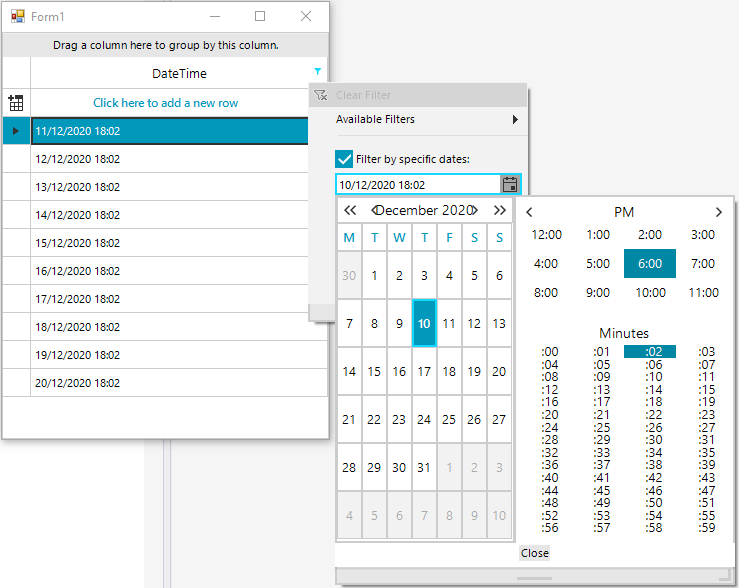 Form1
Drag a column here to group by this column.
DateTime
Click here to add a new row
11/12/2020 18:02
12/12/2020 18:02
13/12/2020 18:02
14/12/2020 18:02
15/12/2020 18:02
16/12/2020 18:02
17/12/2020 18:02
18/12/2020 18:02
19/12/2020 18:02
20/12/2020 18:02
Clear Filter
Available Filters
Filter by specific dates:
10/12/2020 18:02
December 2020
M T W T F S S
30 1 2 3 4 5 6
7 8 9 10 11 12 13
14 15 16 17 18 19 20
21 22 23 24 25 26 27
28 29 30 31 1 2 3
4 5 6 7 8 9 10
PM
12:00 1:00 2:00 3:00
4:00 5:00 6:00 7:00
8:00 9:00 10:00 11:00
Minutes
:00 :01 :02 :03
:04 :05 :06 :07
:08 :09 :10 :11
:12 :13 :14 :15
:16 :17 :18 :19
:20 :21 :22 :23
:24 :25 :26 :27
:28 :29 :30 :31
:32 :33 :34 :35
:36 :37 :38 :39
:40 :41 :42 :43
:44 :45 :46 :47
:48 :49 :50 :51
:52 :53 :54 :55
:56 :57 :58 :59
Close